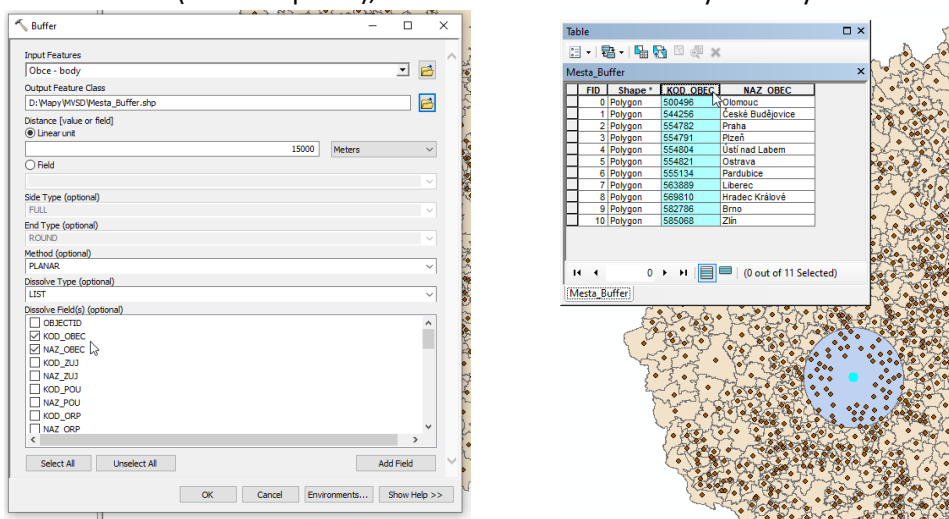 Buffer
Input Features
Obce - body
Output Feature Class
D:\Mapy\MVSD\Mesta_Buffer.shp
Distance [value or field]
Linear unit
15000 Meters
Field
Side Type (optional)
FULL
End Type (optional)
ROUND
Method (optional)
PLANAR
Dissolve Type (optional)
LIST
Dissolve Field(s) (optional)
OBJECTID
KOD_OBEC
NAZ_OBEC
KOD_ZUJ
NAZ_ZUJ
KOD_POU
NAZ_POU
KOD_ORP
NAZ_ORP
Select All Unselect All Add Field
OK Cancel Environments... Show Help >>
Table
Mesta_Buffer
FID Shape * KOD_OBEC NAZ_OBEC
0 Polygon 500496 Olomouc
1 Polygon 544256 České Budějovice
2 Polygon 554782 Praha
3 Polygon 554791 Plzeň
4 Polygon 554804 Ústí nad Labem
5 Polygon 554821 Ostrava
6 Polygon 555134 Pardubice
7 Polygon 563889 Liberec
8 Polygon 569810 Hradec Králové
9 Polygon 582786 Brno
10 Polygon 585068 Zlín
0 (0 out of 11 Selected)
Mesta_Buffer